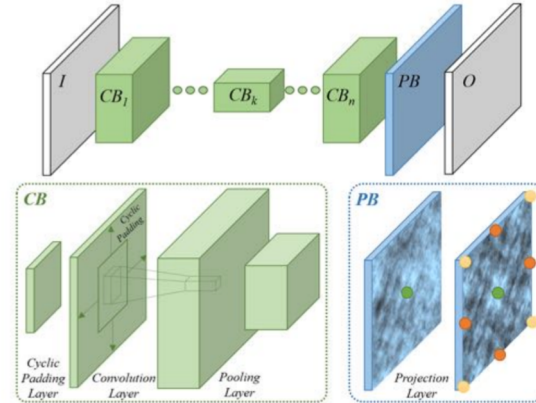 I
CB1
CBk
CBn
PB
O
CB
Cyclic
Padding
Cyclic
Padding
Layer
Convolution
Layer
Pooling
Layer
PB
Projection
Layer